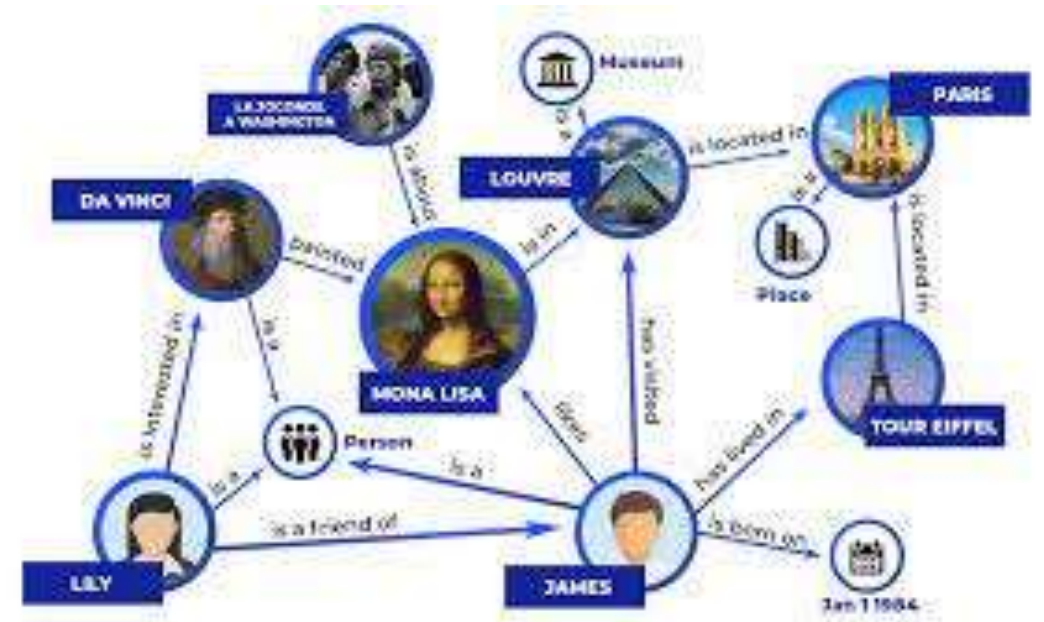 LA JOCONDE
A WASHINGTON
Museum
PARIS
is a
is located in
LOUVRE
is about
DA VINCI
is a
painted
is in
is located in
Place
is interested in
is a
MONA LISA
likes
has visited
TOUR EIFFEL
Person
is a
is a
has lived in
is a friend of
is born on
LILY
JAMES
Jan 1 1984